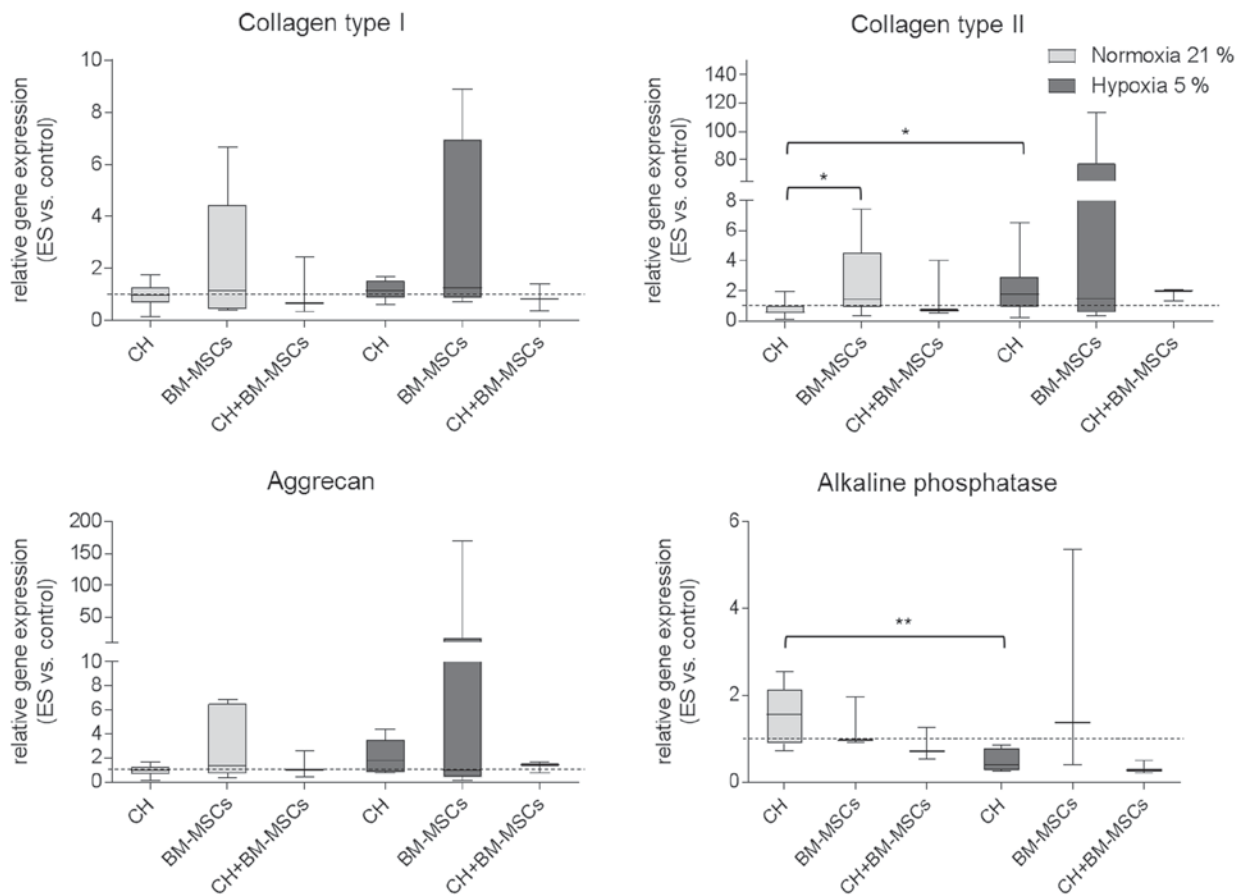 Collagen type I
relative gene expression
(ES vs. control)
10
8
6
4
2
0
CH
BM-MSCs
CH+BM-MSCs
CH
BM-MSCs
CH+BM-MSCs
Collagen type II
Normoxia 21 %
Hypoxia 5 %
relative gene expression
(ES vs. control)
140
120
100
80
60
8
6
4
2
0
*
*
CH
BM-MSCs
CH+BM-MSCs
CH
BM-MSCs
CH+BM-MSCs
Aggrecan
relative gene expression
(ES vs. control)
200
150
100
50
10
8
6
4
2
0
CH
BM-MSCs
CH+BM-MSCs
CH
BM-MSCs
CH+BM-MSCs
Alkaline phosphatase
relative gene expression
(ES vs. control)
6
4
2
0
**
CH
BM-MSCs
CH+BM-MSCs
CH
BM-MSCs
CH+BM-MSCs